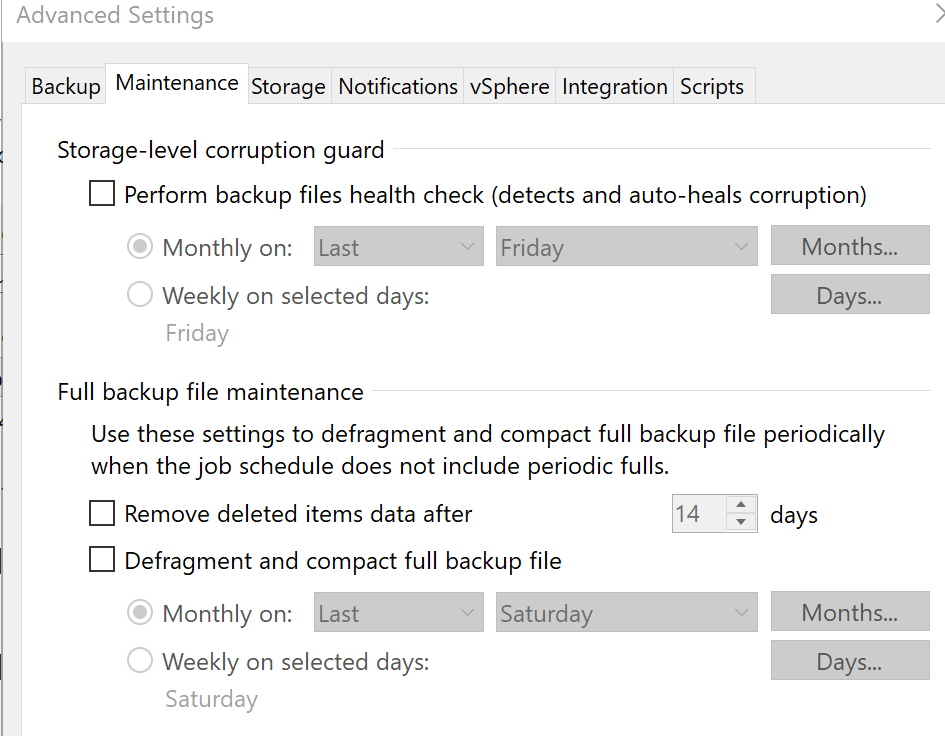 Advanced Settings
Backup Maintenance Storage Notifications vSphere Integration Scripts
Storage-level corruption guard
Perform backup files health check (detects and auto-heals corruption)
Monthly on: Last Friday Months...
Weekly on selected days: Days...
Friday
Full backup file maintenance
Use these settings to defragment and compact full backup file periodically
when the job schedule does not include periodic fulls.
Remove deleted items data after 14 days
Defragment and compact full backup file
Monthly on: Last Saturday Months...
Weekly on selected days: Days...
Saturday